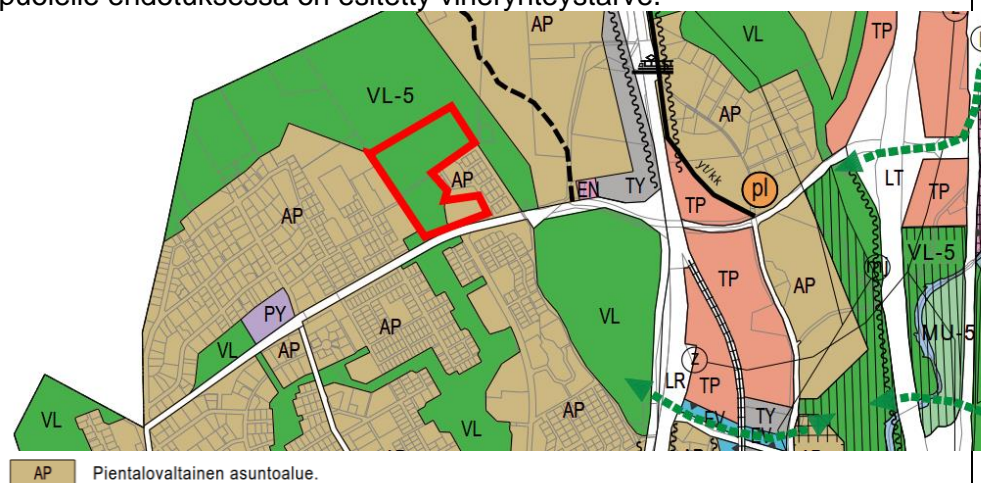 puolelle ehdotuksessa on esitetty viheryhteystarve.
AP
VL
TP
z
VL-5
AP
yt/kk
AP
EN
TY
pl
LT
TP
AP
TP
VL-5
PY
VL
AP
AP
VL
TP
AP
mj
MU-5
VL
VL
AP
z
LR
TP
EV
TY
EV
AP
AP
AP Pientalovaltainen asuntoalue.